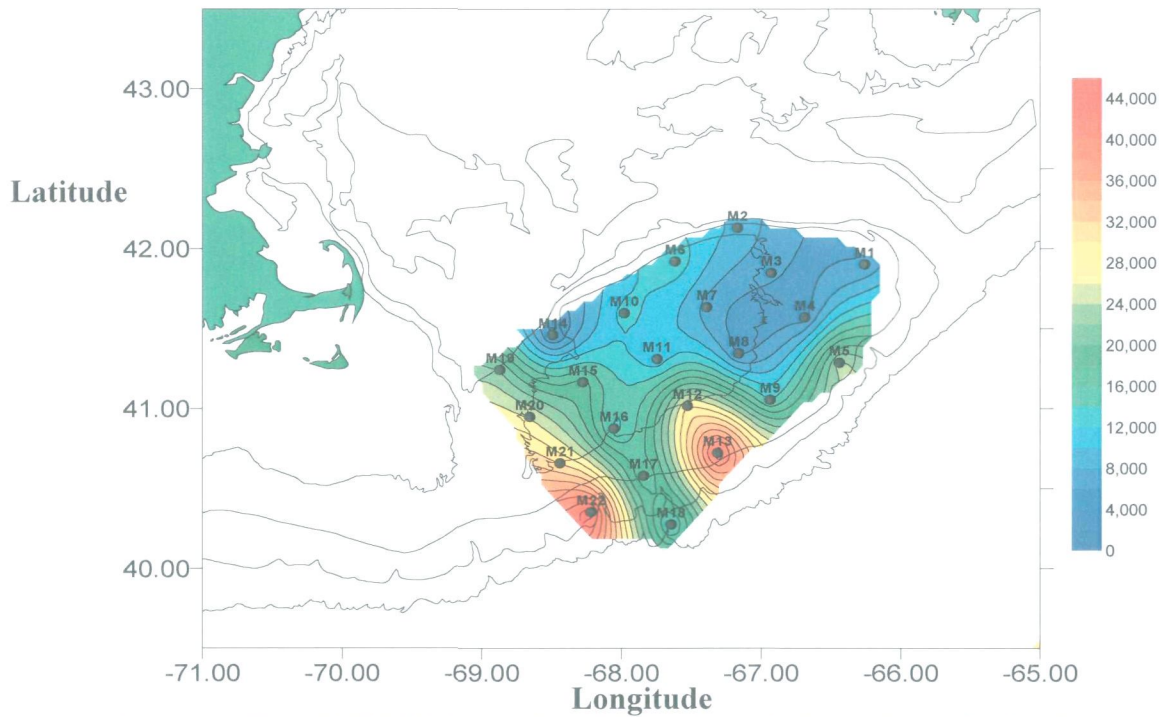 43.00
42.00
41.00
40.00
Latitude
-71.00
-70.00
-69.00
-68.00
-67.00
-66.00
-65.00
Longitude
M2
M6
M3
M1
M10
M7
M4
M14
M8
M11
M5
M19
M15
M9
M20
M12
M16
M13
M21
M17
M22
M18
44,000
40,000
36,000
32,000
28,000
24,000
20,000
16,000
12,000
8,000
4,000
0